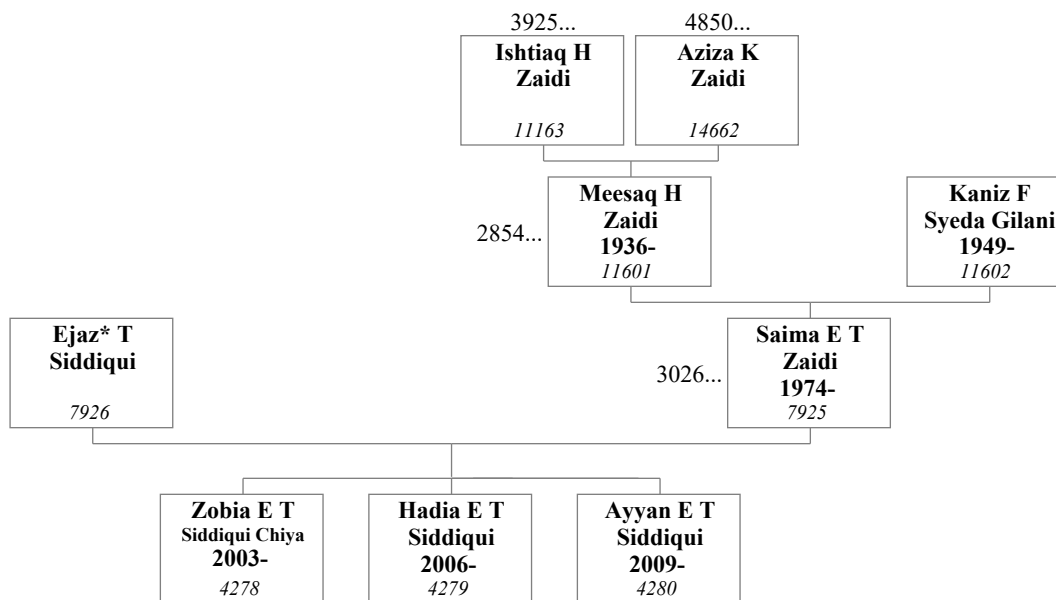 3925...
4850...
Ishtiaq H
Zaidi
11163
Aziza K
Zaidi
14662
2854...
Meesaq H
Zaidi
1936-
11601
Kaniz F
Syeda Gilani
1949-
11602
Ejaz* T
Siddiqui
7926
3026...
Saima E T
Zaidi
1974-
7925
Zobia E T
Siddiqui Chiya
2003-
4278
Hadia E T
Siddiqui
2006-
4279
Ayyan E T
Siddiqui
2009-
4280